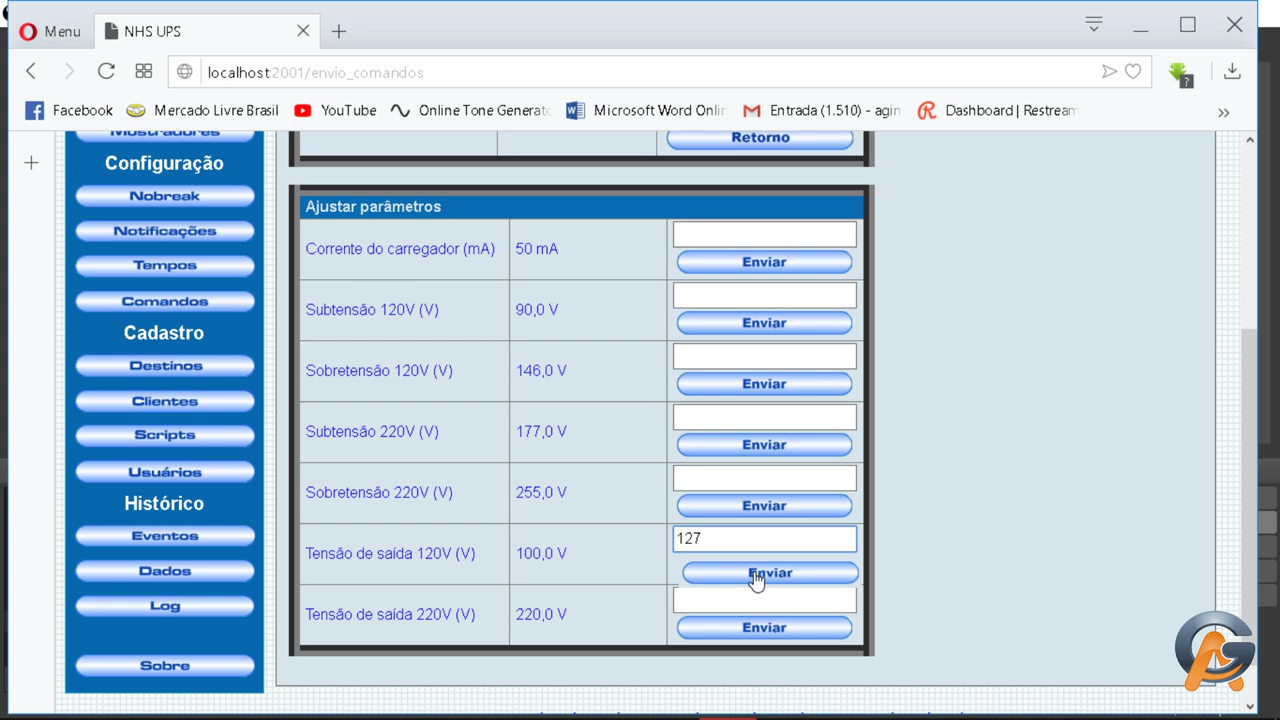 Menu
NHS UPS
localhost:2001/envio_comandos
Facebook
Mercado Livre Brasil
YouTube
Online Tone Generato
Microsoft Word Onlin
Entrada (1.510) - agin
Dashboard | Restream
Mostradores
Configuração
Nobreak
Notificações
Tempos
Comandos
Cadastro
Destinos
Clientes
Scripts
Usuários
Histórico
Eventos
Dados
Log
Sobre
Retorno
Ajustar parâmetros
Corrente do carregador (mA) 50 mA
Enviar
Subtensão 120V (V) 90,0 V
Enviar
Sobretensão 120V (V) 146,0 V
Enviar
Subtensão 220V (V) 177,0 V
Enviar
Sobretensão 220V (V) 255,0 V
Enviar
127
Tensão de saída 120V (V) 100,0 V
Enviar
Tensão de saída 220V (V) 220,0 V
Enviar